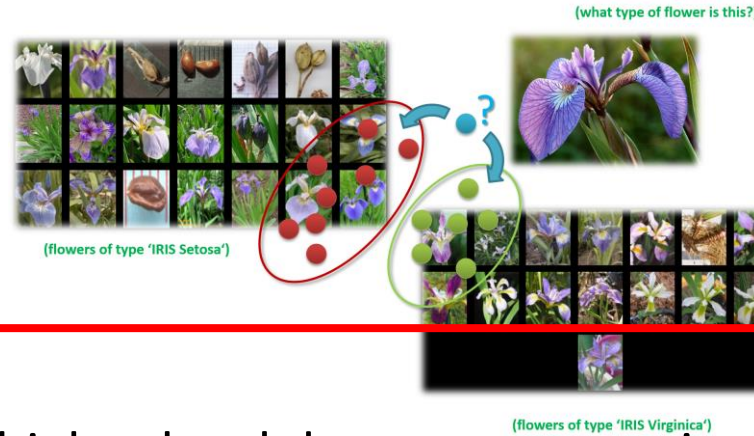 (what type of flower is this?
?
(flowers of type ‘IRIS Setosa‘)
(flowers of type ‘IRIS Virginica‘)